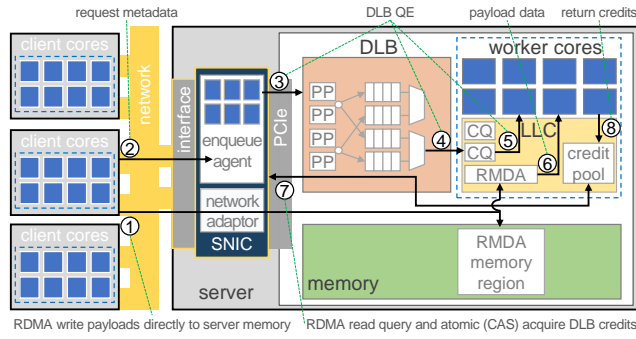 request metadata
DLB QE
payload data
return credits
client cores
client cores
client cores
network
interface
enqueue
agent
network
adaptor
SNIC
server
PCIe
DLB
PP
PP
PP
PP
worker cores
LLC
CQ
CQ
RMDA
credit
pool
memory
RMDA
memory
region
1
2
3
4
5
6
7
8
RDMA write payloads directly to server memory
RDMA read query and atomic (CAS) acquire DLB credits